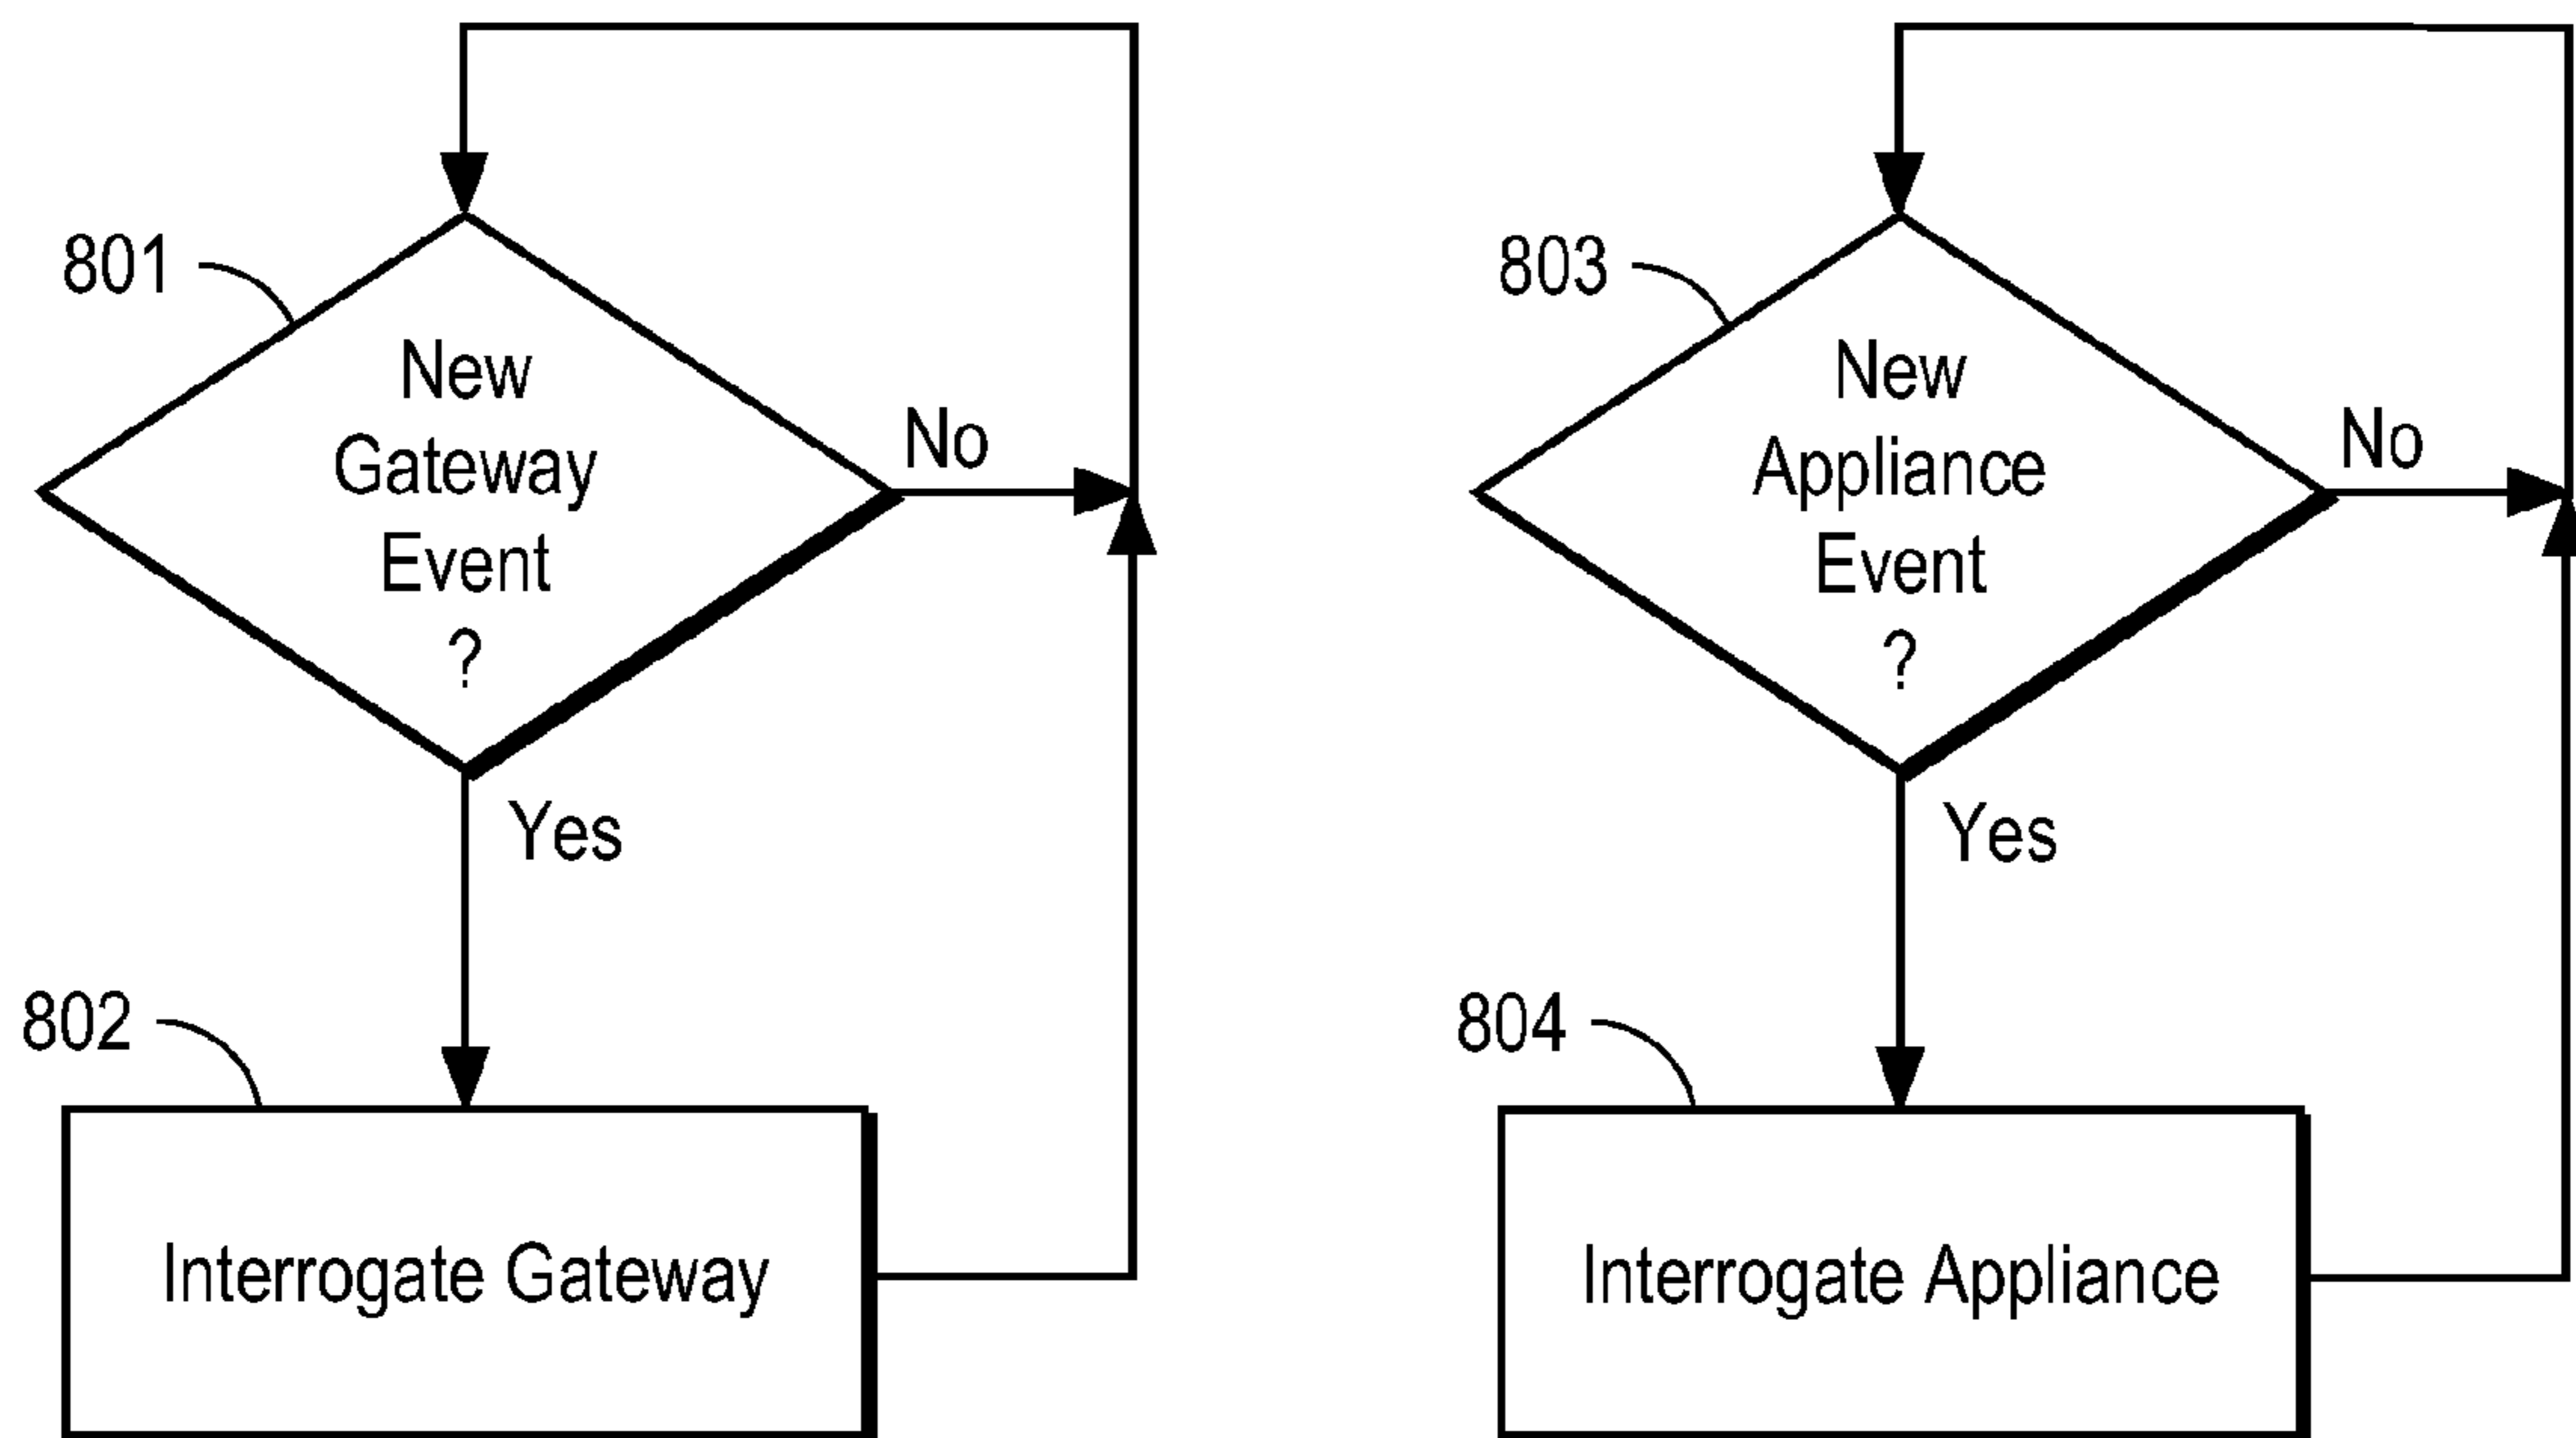 801
New
Gateway
Event
?
No
Yes
802
Interrogate Gateway
803
New
Appliance
Event
?
No
Yes
804
Interrogate Appliance